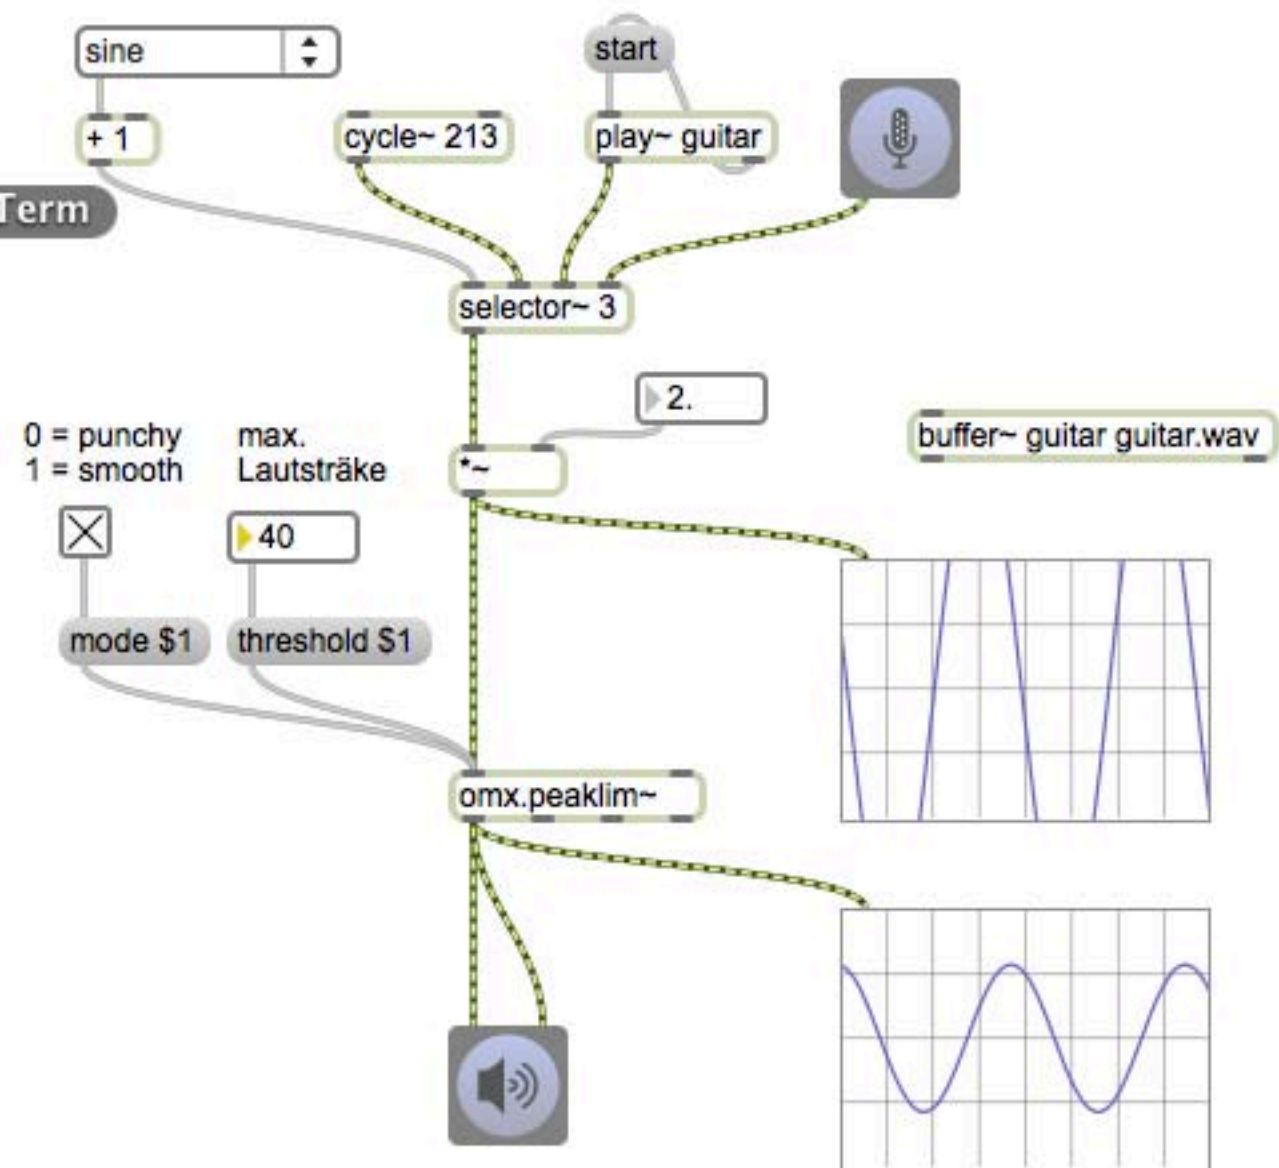 sine
start
+ 1
cycle~ 213
play~ guitar
Term
selector~ 3
2.
0 = punchy
1 = smooth
max.
Lautsträke
*~
buffer~ guitar guitar.wav
40
mode $1
threshold $1
omx.peaklim~